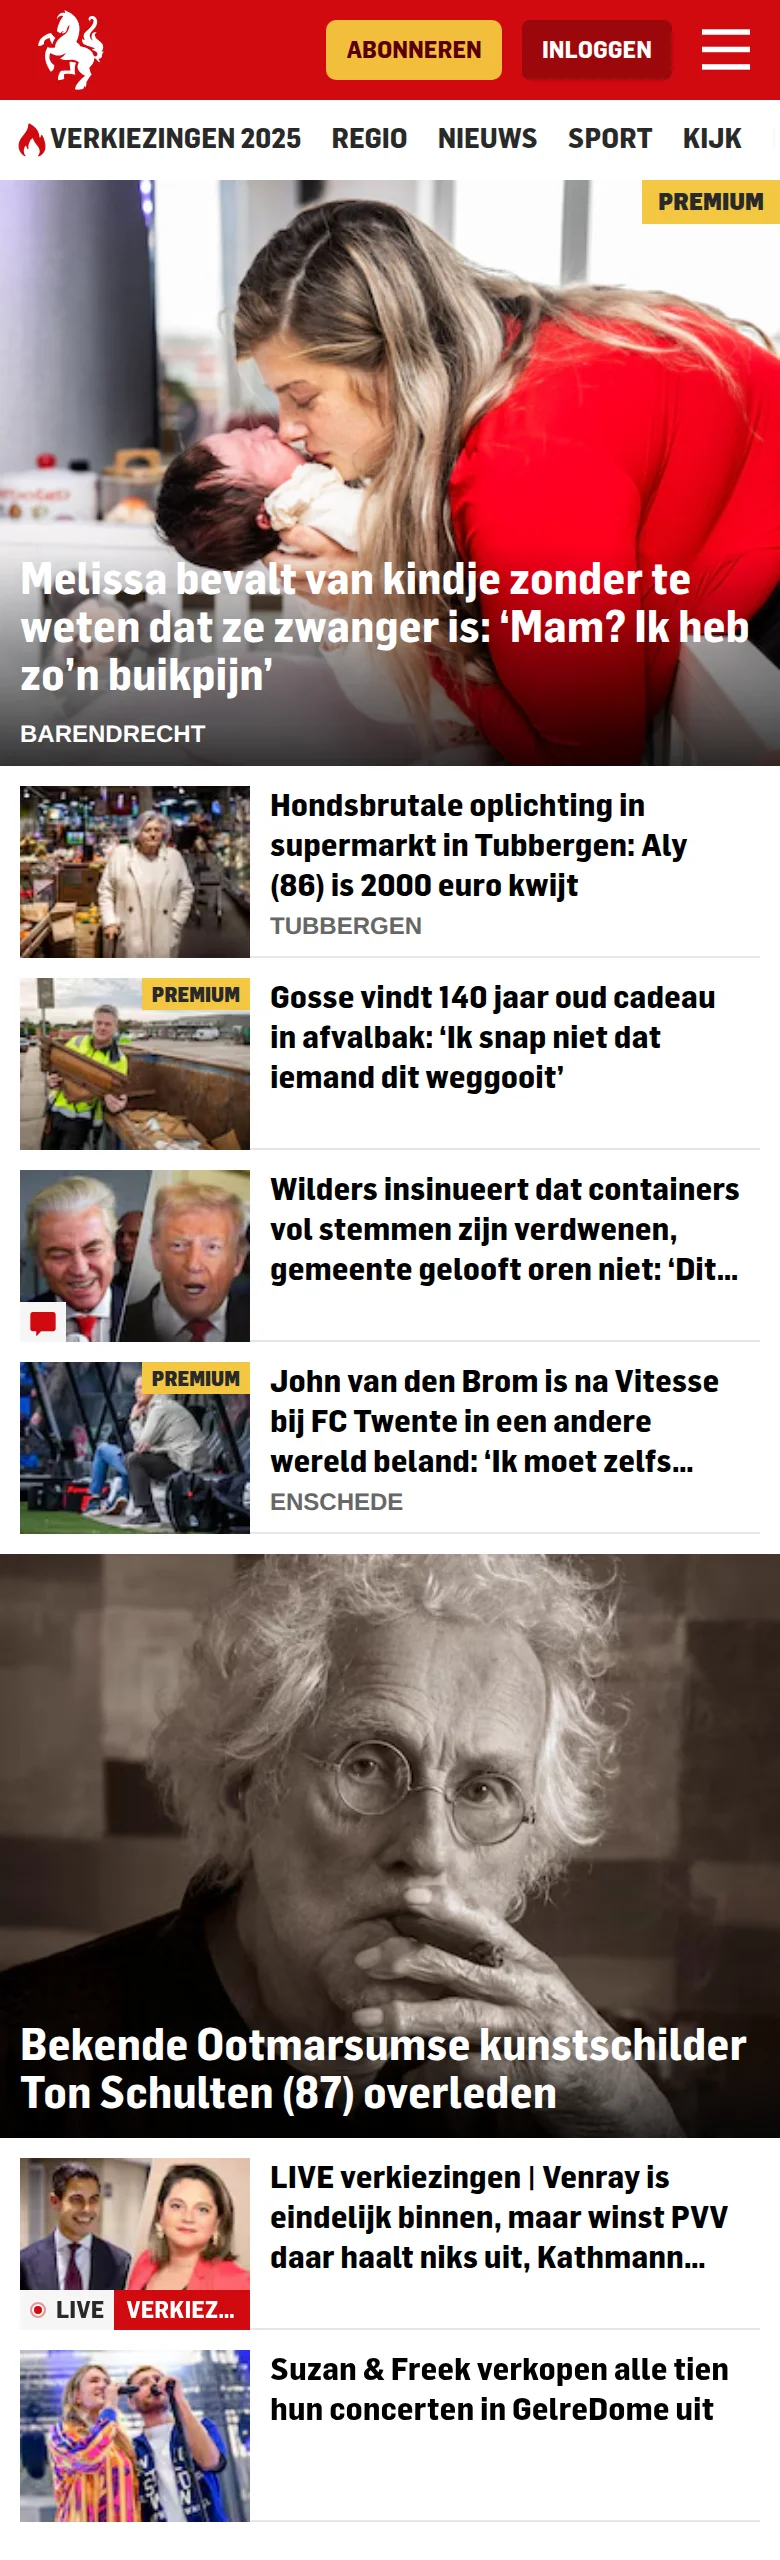 ABONNEREN
INLOGGEN
VERKIEZINGEN 2025 REGIO NIEUWS SPORT KIJK
PREMIUM
Melissa bevalt van kindje zonder te
weten dat ze zwanger is: ‘Mam? Ik heb
zo’n buikpijn’
BARENDRECHT
Hondsbrutale oplichting in
supermarkt in Tubbergen: Aly
(86) is 2000 euro kwijt
TUBBERGEN
PREMIUM
Gosse vindt 140 jaar oud cadeau
in afvalbak: ‘Ik snap niet dat
iemand dit weggooit’
Wilders insinueert dat containers
vol stemmen zijn verdwenen,
gemeente gelooft oren niet: ‘Dit...
PREMIUM
John van den Brom is na Vitesse
bij FC Twente in een andere
wereld beland: ‘Ik moet zelfs...
ENSCHEDE
Bekende Ootmarsumse kunstschilder
Ton Schulten (87) overleden
LIVE verkiezingen | Venray is
eindelijk binnen, maar winst PVV
daar haalt niks uit, Kathmann...
LIVE VERKIEZ...
Suzan & Freek verkopen alle tien
hun concerten in GelreDome uit